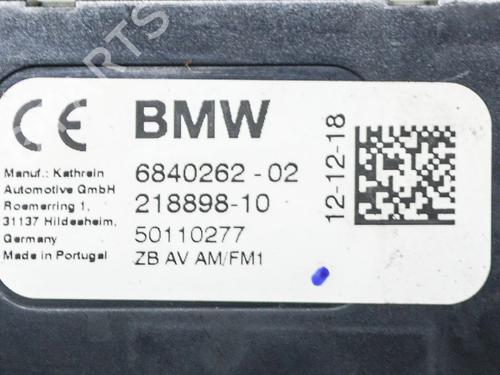 CE
BMW
Manuf.: Kathrein
Automotive GmbH
Roemerring 1,
31137 Hildesheim,
Germany
Made in Portugal
6840262-02
218898-10
50110277
ZB AV AM/FM1
12-12-18